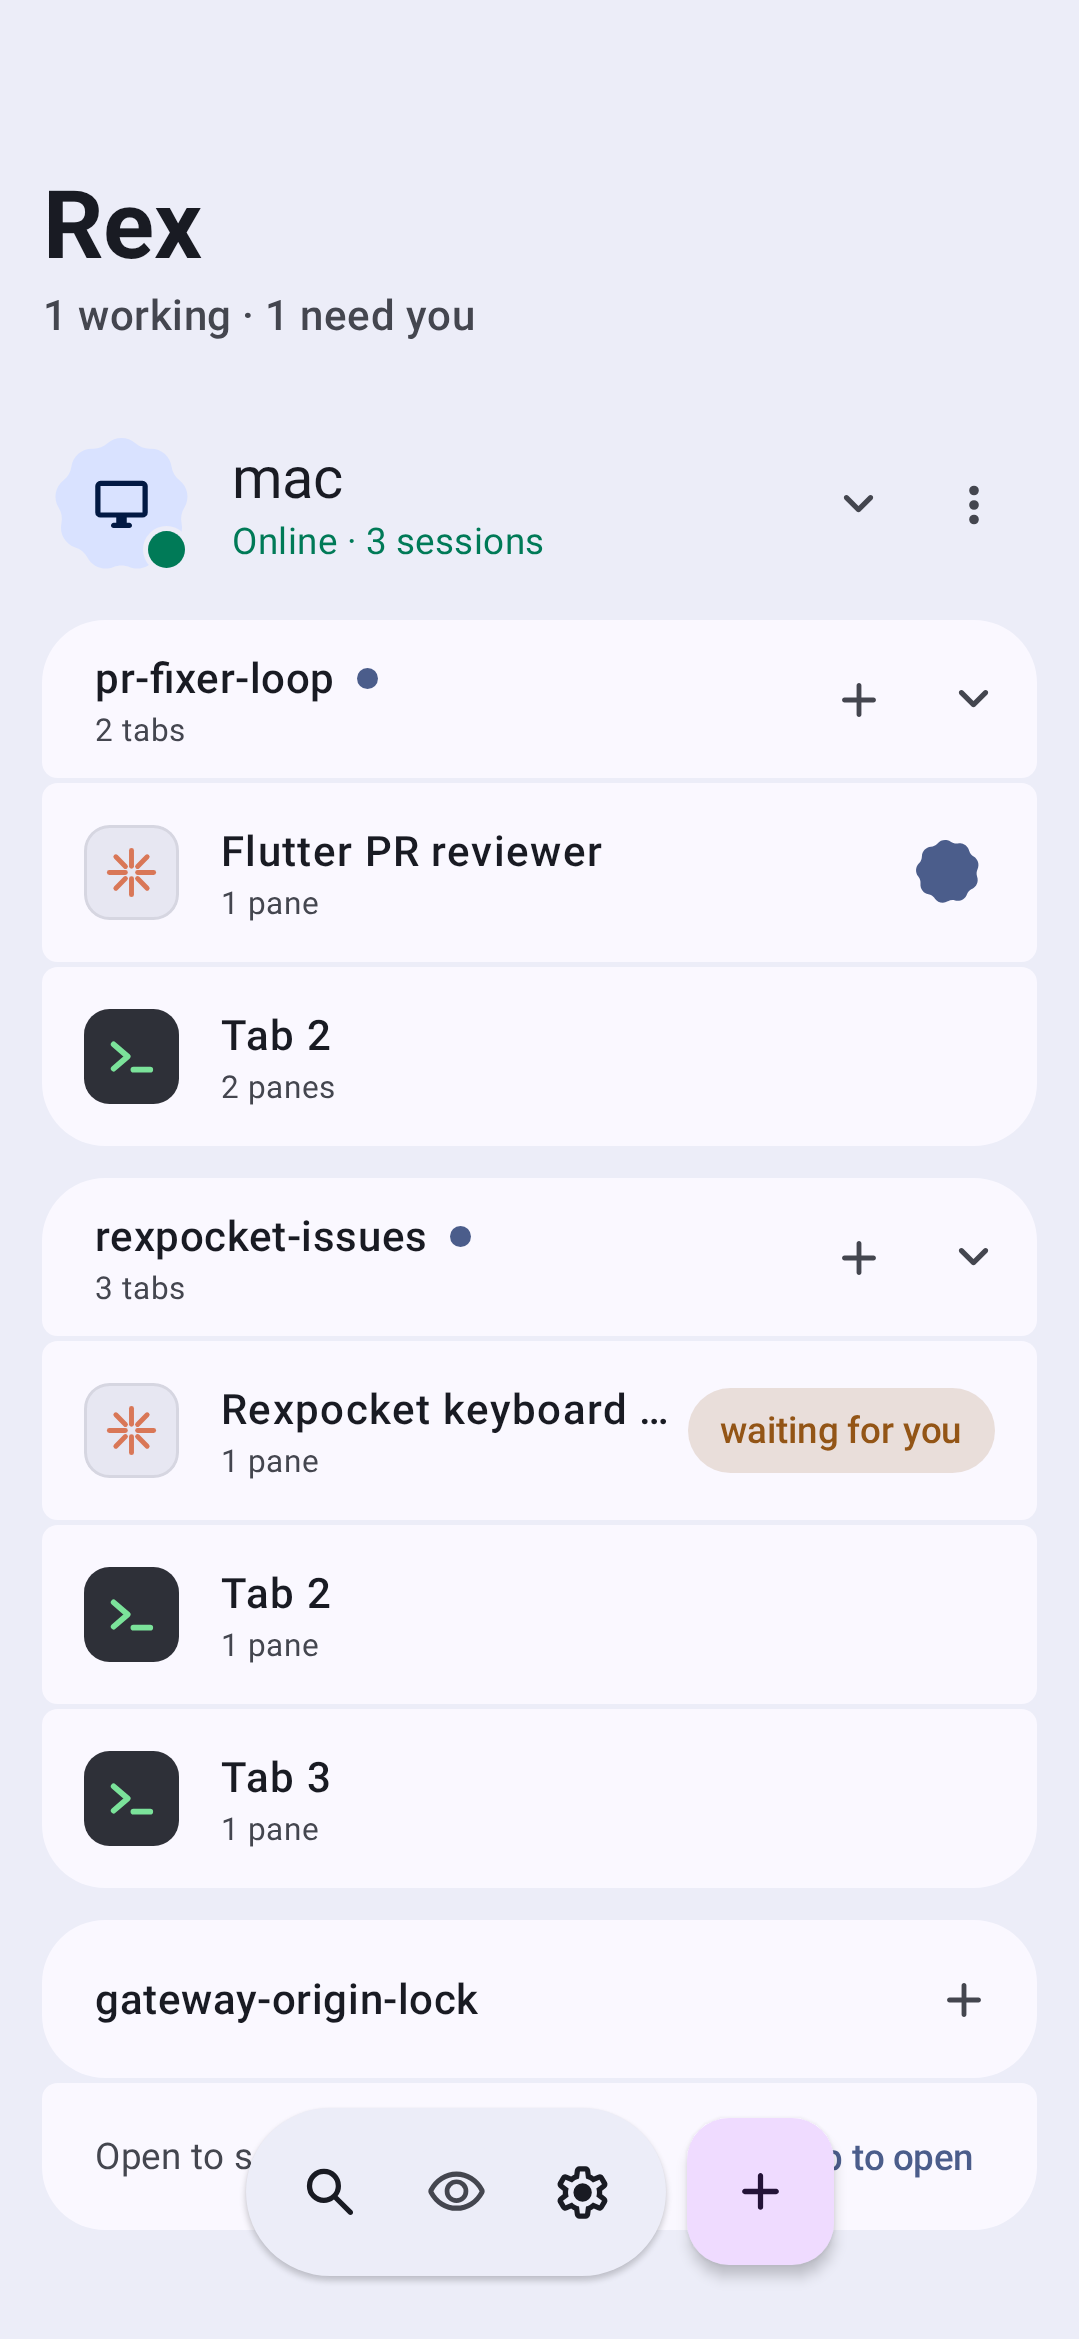 Rex
1 working · 1 need you
mac
Online · 3 sessions
pr-fixer-loop
2 tabs
Flutter PR reviewer
1 pane
Tab 2
2 panes
rexpocket-issues
3 tabs
Rexpocket keyboard ...
1 pane
waiting for you
Tab 2
1 pane
Tab 3
1 pane
gateway-origin-lock
Open to
to open